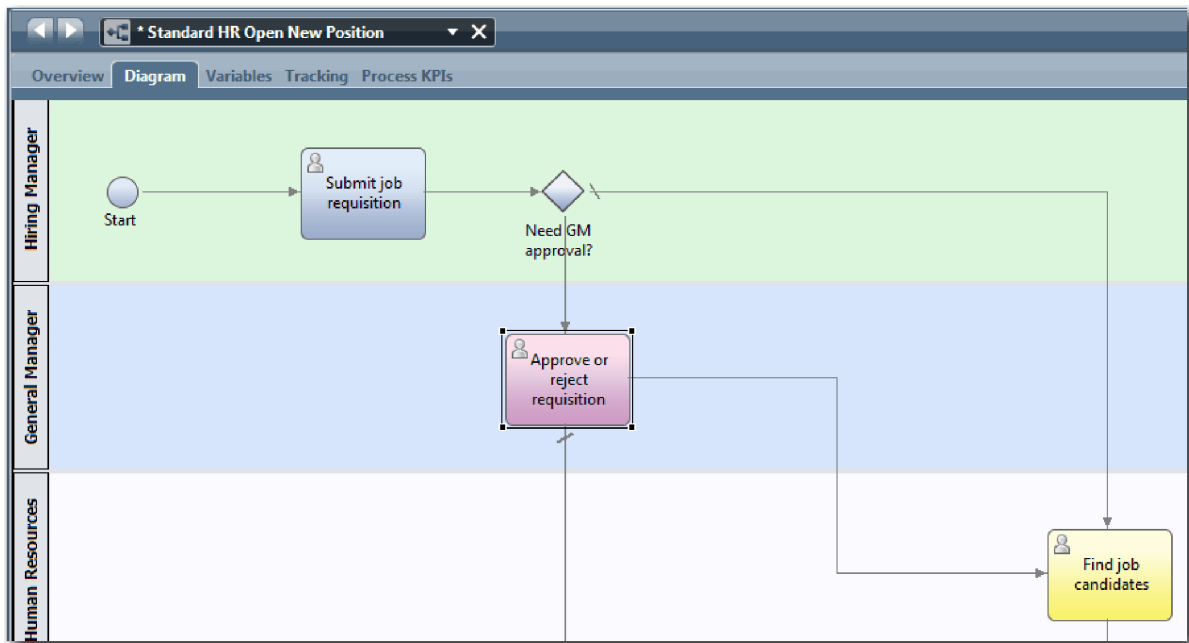 * Standard HR Open New Position
Overview
Diagram
Variables
Tracking
Process KPIs
Hiring Manager
Start
Submit job
requisition
Need GM
approval?
General Manager
Approve or
reject
requisition
Human Resources
Find job
candidates